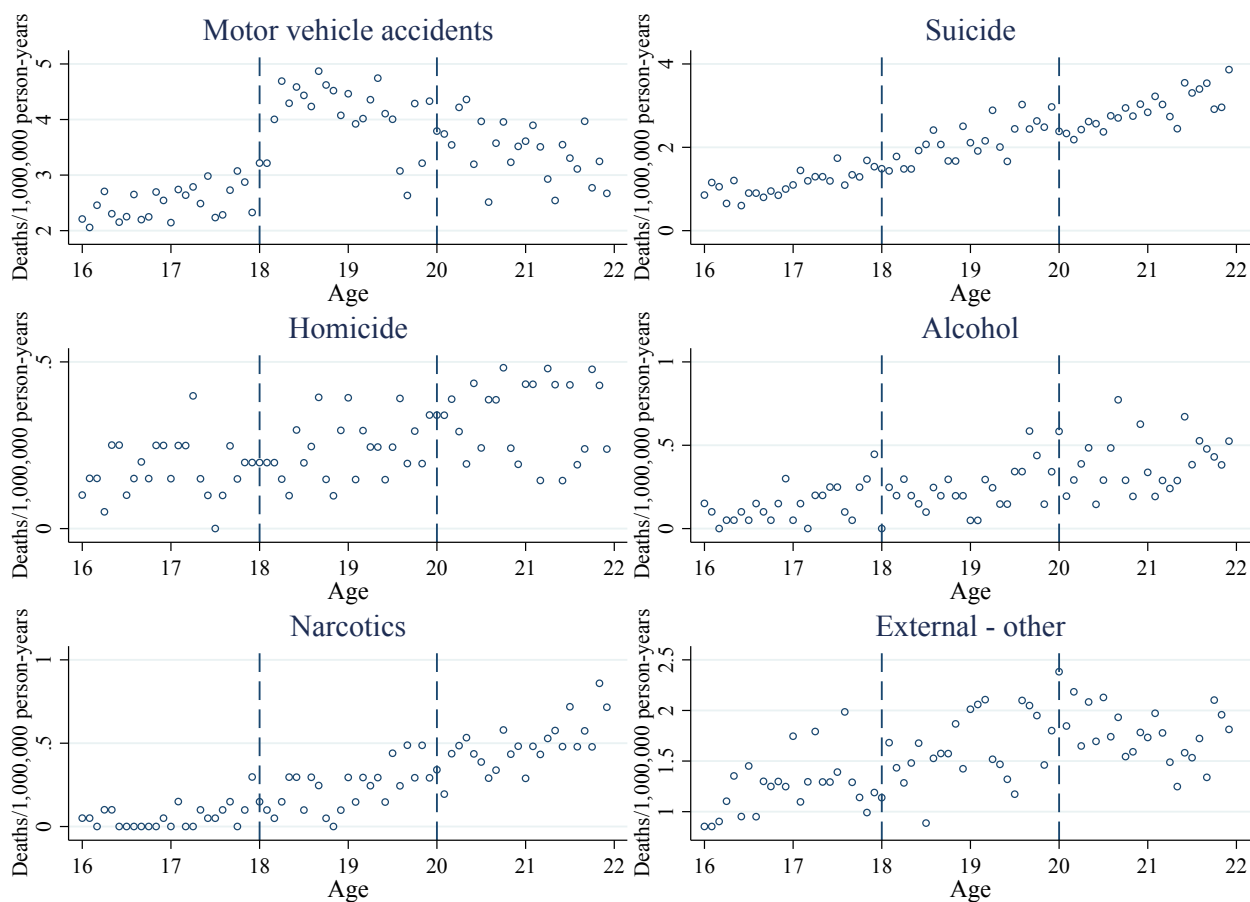 Motor vehicle accidents
Deaths/1,000,000 person-years
5
4
3
2
16 17 18 19 20 21 22
Age
Suicide
Deaths/1,000,000 person-years
4
2
0
16 17 18 19 20 21 22
Age
Homicide
Deaths/1,000,000 person-years
.5
0
16 17 18 19 20 21 22
Age
Alcohol
Deaths/1,000,000 person-years
1
.5
0
16 17 18 19 20 21 22
Age
Narcotics
Deaths/1,000,000 person-years
1
.5
0
16 17 18 19 20 21 22
Age
External - other
Deaths/1,000,000 person-years
2.5
2
1.5
1
16 17 18 19 20 21 22
Age